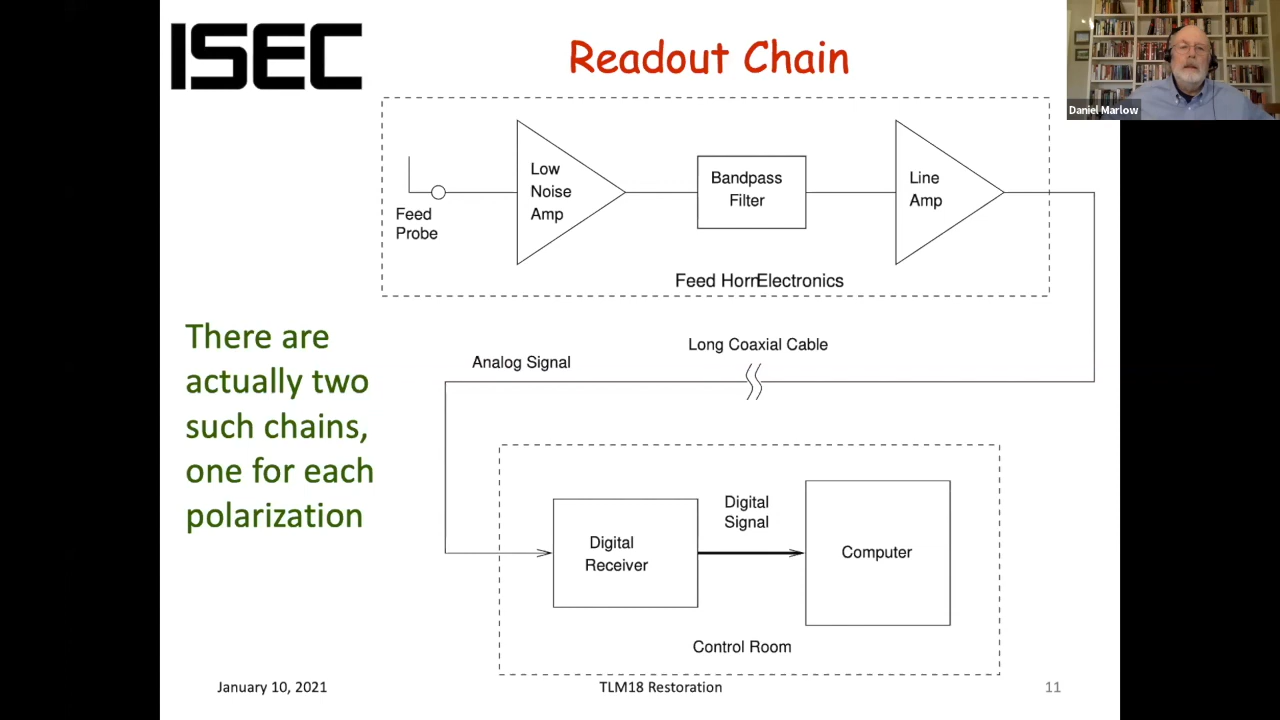 ISEC
Readout Chain
Daniel Marlow
Low
Noise
Amp
Bandpass
Filter
Line
Amp
Feed
Probe
Feed Horn Electronics
There are
actually two
such chains,
one for each
polarization
Long Coaxial Cable
Analog Signal
Digital
Signal
Digital
Receiver
Computer
Control Room
January 10, 2021
TLM18 Restoration
11